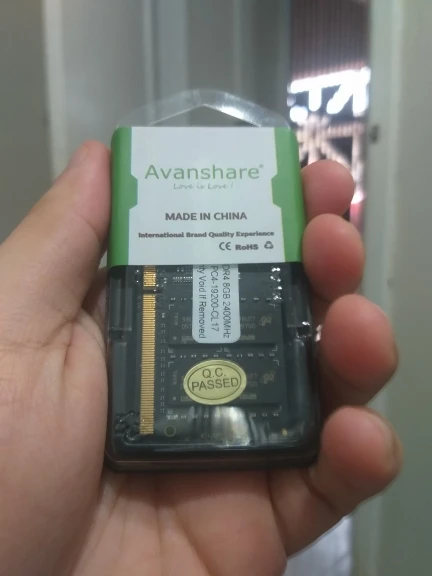 Avanshare®
Love is Love !
MADE IN CHINA
International Brand Quality Experience
CE RoHS
DR4 8GB 2400MHz
PC4-19200-CL17
ty Void If Removed
Q.C.
PASSED